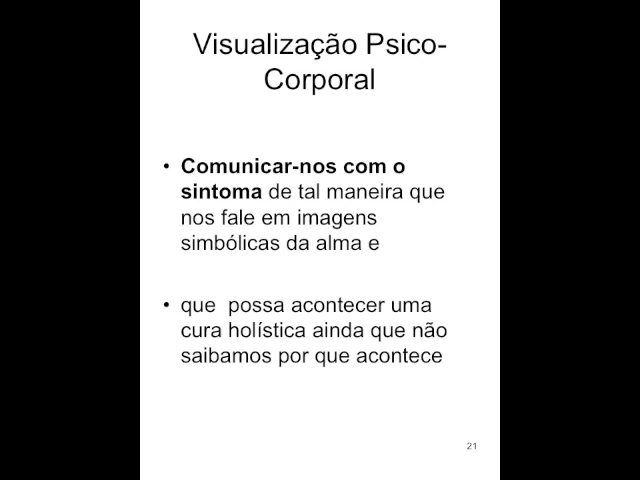 Visualização Psico-
Corporal
• Comunicar-nos com o
sintoma de tal maneira que
nos fale em imagens
simbólicas da alma e
• que  possa acontecer uma
cura holística ainda que não
saibamos por que acontece
21